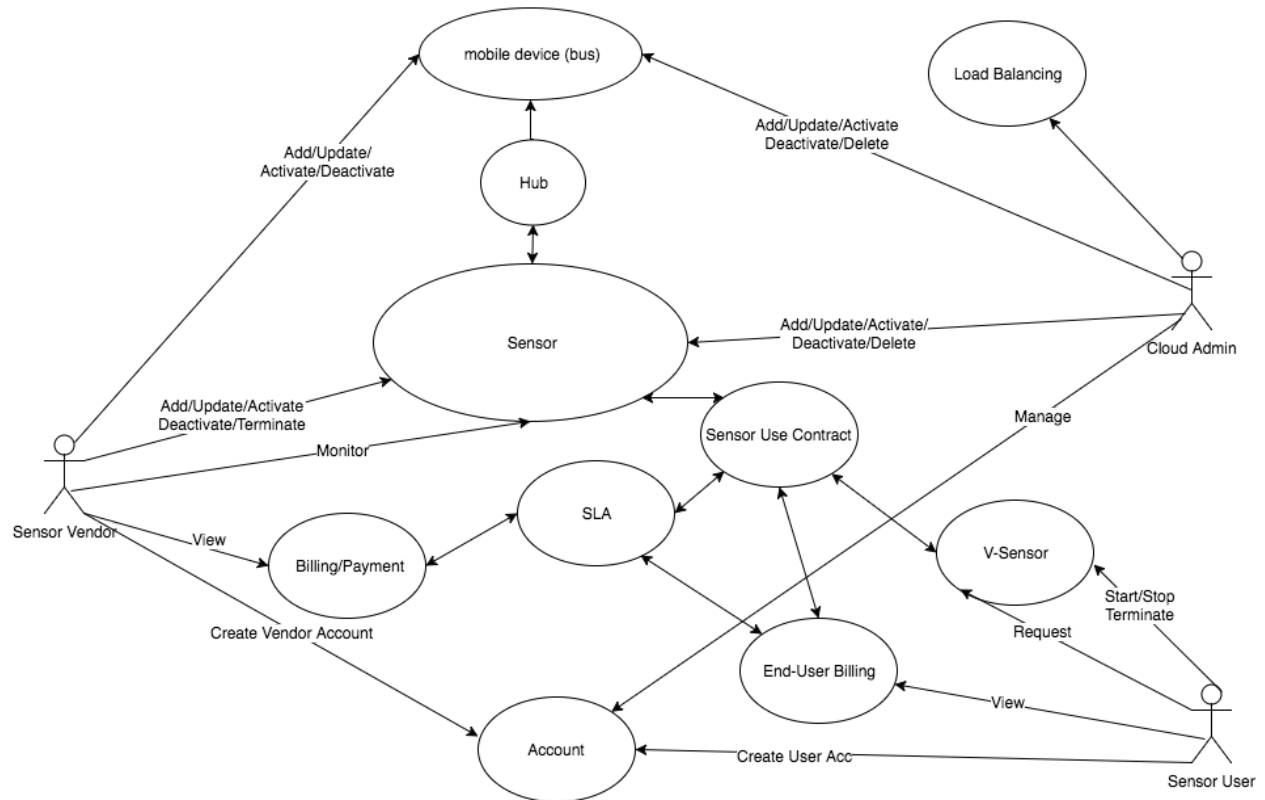 mobile device (bus)
Load Balancing
Add/Update/Activate
Deactivate/Delete
Add/Update/
Activate/Deactivate
Hub
Sensor
Add/Update/Activate/
Deactivate/Delete
Cloud Admin
Add/Update/Activate
Deactivate/Terminate
Manage
Sensor Use Contract
Monitor
SLA
Sensor Vendor
View
V-Sensor
Billing/Payment
Start/Stop
Terminate
Create Vendor Account
Request
End-User Billing
View
Account
Create User Acc
Sensor User